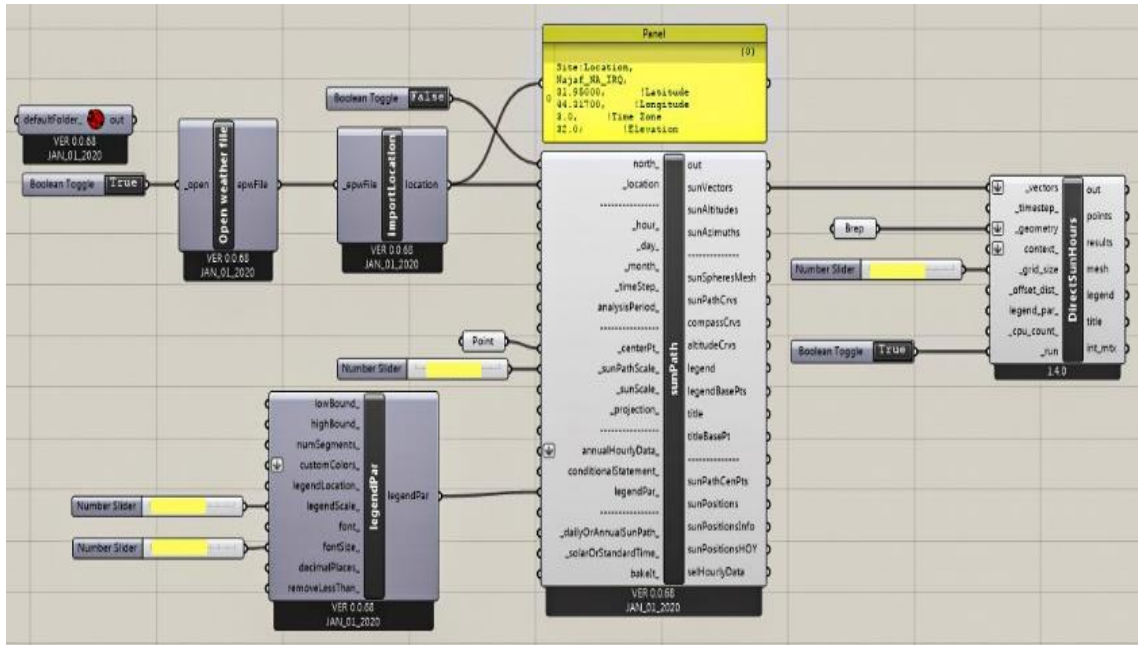 Panel
{0}
Site:Location,
Najaf_NA_IRQ,
0
31.95000, !Latitude
44.31700, !Longitude
3.0, !Time Zone
32.0; !Elevation
defaultFolder_ out
VER 0.0.68
JAN_01_2020
Boolean Toggle True
_open Open weather file epwFile
VER 0.0.68
JAN_01_2020
Boolean Toggle False
_epwFile importLocation location
VER 0.0.68
JAN_01_2020
Point
Number Slider
lowBound_
highBound_
numSegments_
customColors_
legendLocation_
legendScale_
font_
fontSize_
decimalPlaces_
removeLessThan_
legendPar
legendPar
VER 0.0.68
JAN_01_2020
Number Slider
Number Slider
north_
_location
_hour_
_day_
_month_
_timeStep_
analysisPeriod_
_centerPt_
_sunPathScale_
_sunScale_
_projection_
annualHourlyData_
conditionalStatement_
legendPar_
_dailyOrAnnualSunPath_
_solarOrStandardTime_
bakeIt_
sunPath
out
sunVectors
sunAltitudes
sunAzimuths
sunSpheresMesh
sunPathCrvs
compassCrvs
altitudeCrvs
legend
legendBasePts
title
titleBasePt
sunPathCenPts
sunPositions
sunPositionsInfo
sunPositionsHOY
selHourlyData
VER 0.0.68
JAN_01_2020
Brep
Number Slider
Boolean Toggle True
_vectors
_timestep_
_geometry
context_
_grid_size
_offset_dist_
legend_par_
_cpu_count_
_run
DirectSunHours
out
points
results
mesh
legend
title
int_mtx
1.4.0